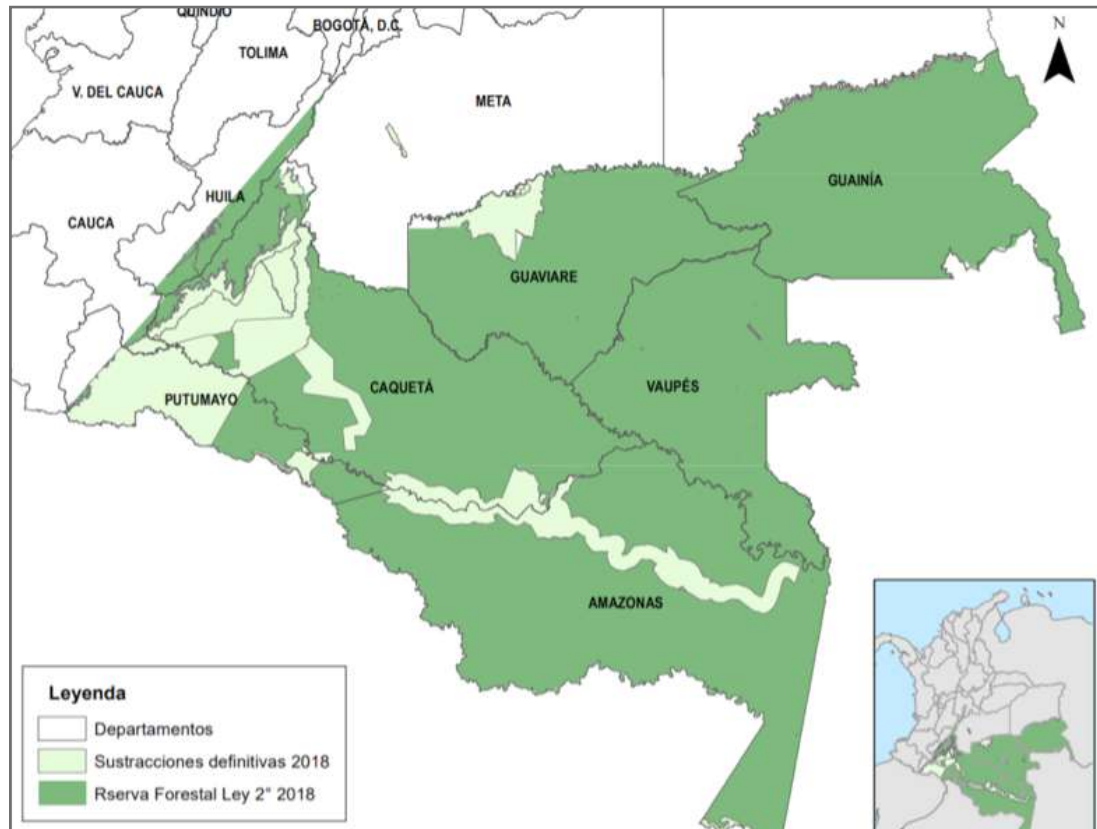 QUINDÍO
BOGOTÁ, D.C.
N
TOLIMA
V. DEL CAUCA
META
GUAINÍA
HUILA
CAUCA
GUAVIARE
CAQUETÁ
VAUPÉS
PUTUMAYO
AMAZONAS
Leyenda
Departamentos
Sustracciones definitivas 2018
Rserva Forestal Ley 2° 2018